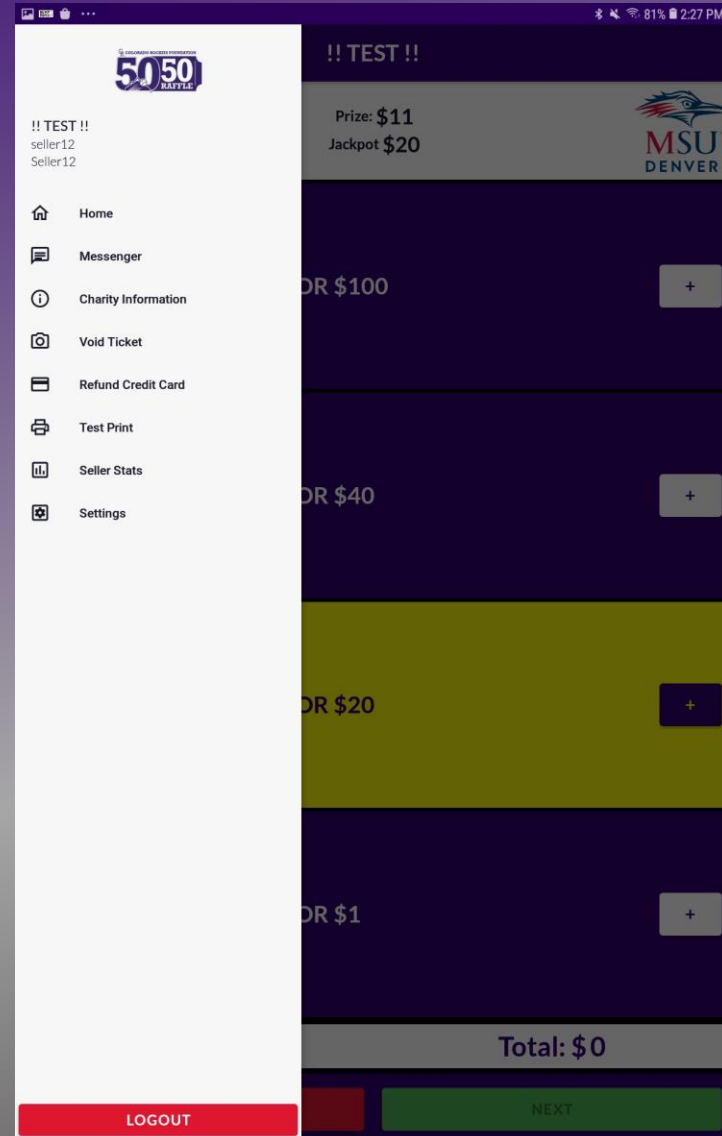 81% 2:27 PM
COLORADO ROCKIES FOUNDATION
50 50
RAFFLE
!! TEST !!
!! TEST !!
seller12
Seller12
Prize: $11
Jackpot $20
MSU
DENVER
Home
Messenger
Charity Information
Void Ticket
Refund Credit Card
Test Print
Seller Stats
Settings
OR $100
+
OR $40
+
OR $20
+
OR $1
+
Total: $0
LOGOUT
NEXT